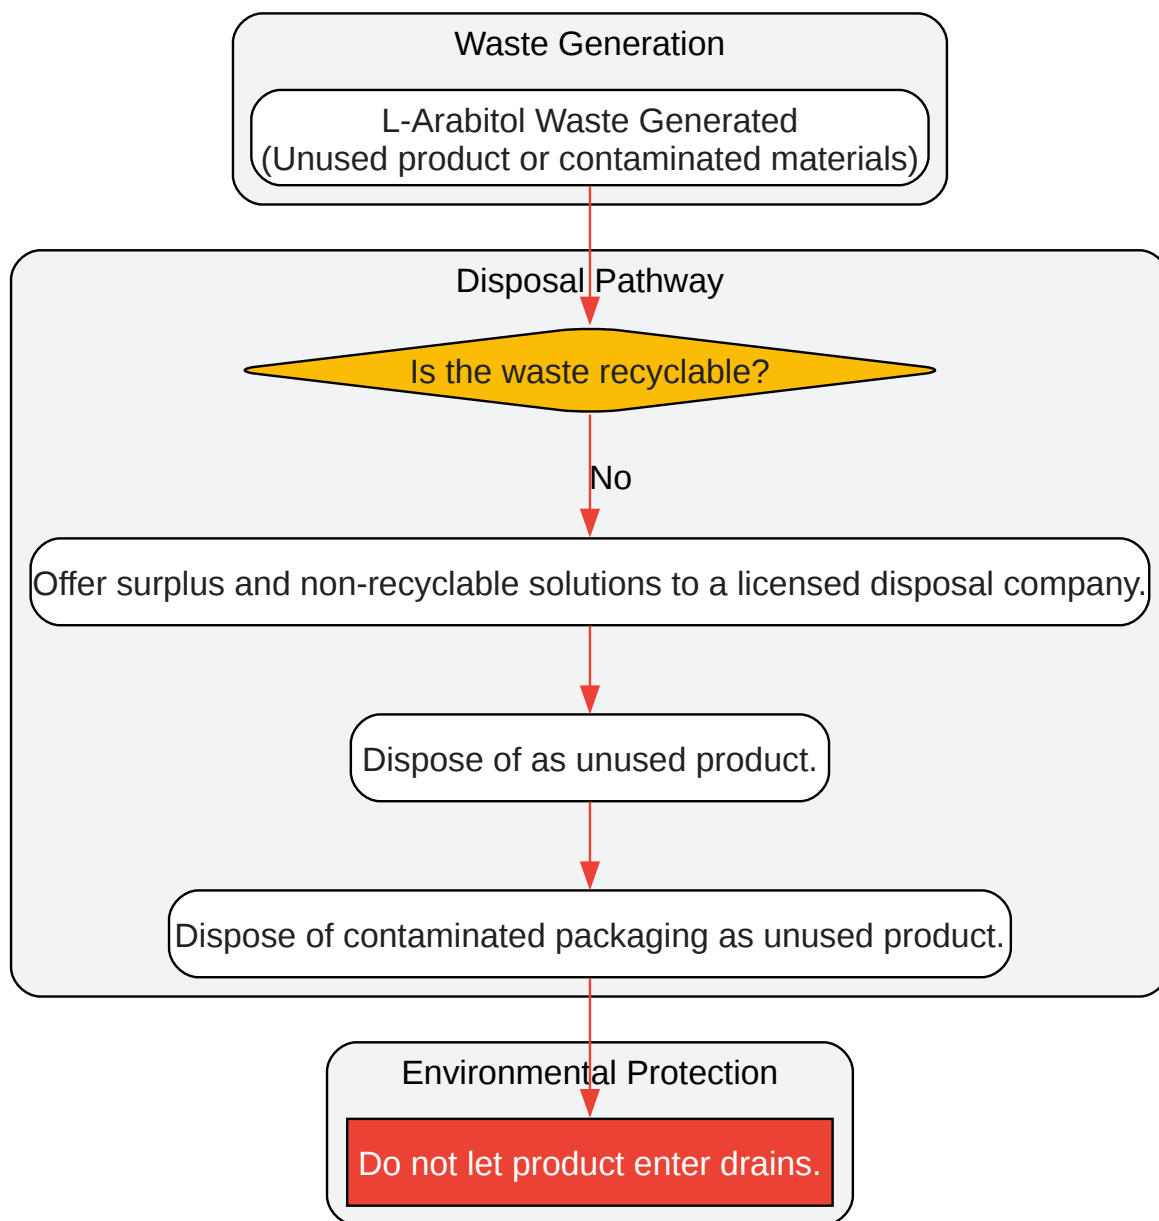 Waste Generation
L-Arabitol Waste Generated
(Unused product or contaminated materials)
Disposal Pathway
Is the waste recyclable?
No
Offer surplus and non-recyclable solutions to a licensed disposal company.
Dispose of as unused product.
Dispose of contaminated packaging as unused product.
Environmental Protection
Do not let product enter drains.